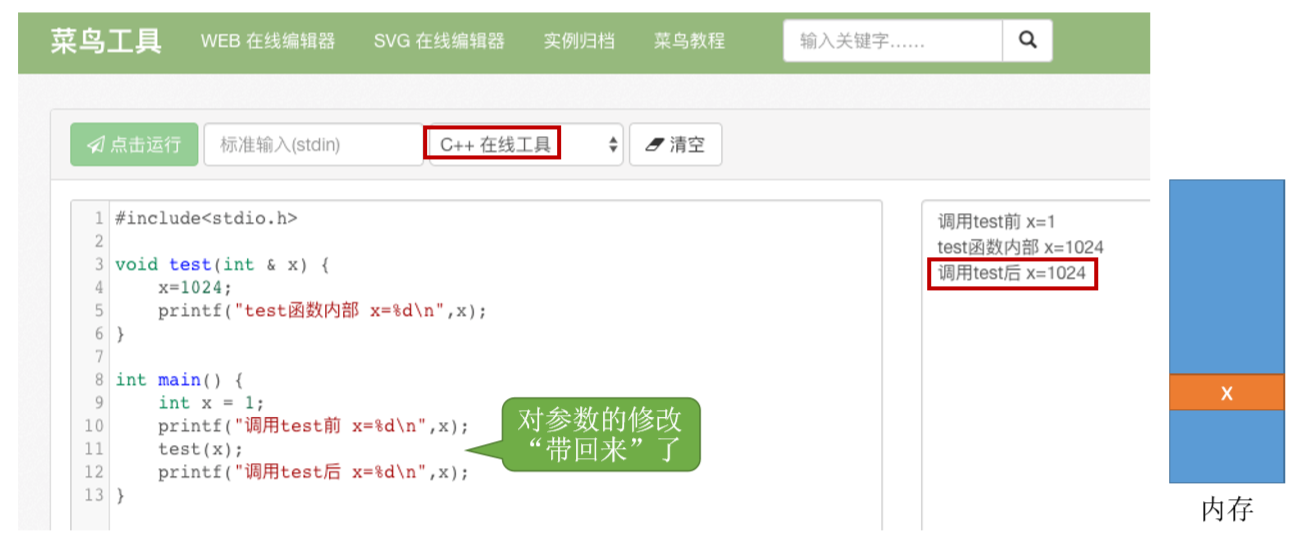 菜鸟工具 WEB 在线编辑器 SVG 在线编辑器 实例归档 菜鸟教程 输入关键字......
点击运行 标准输入(stdin) C++ 在线工具 清空
1 #include<stdio.h>
2
3 void test(int & x) {
4     x=1024;
5     printf("test函数内部 x=%d\n",x);
6 }
7
8 int main() {
9     int x = 1;
10     printf("调用test前 x=%d\n",x);
11     test(x);
12     printf("调用test后 x=%d\n",x);
13 }
对参数的修改
“带回来”了
调用test前 x=1
test函数内部 x=1024
调用test后 x=1024
x
内存